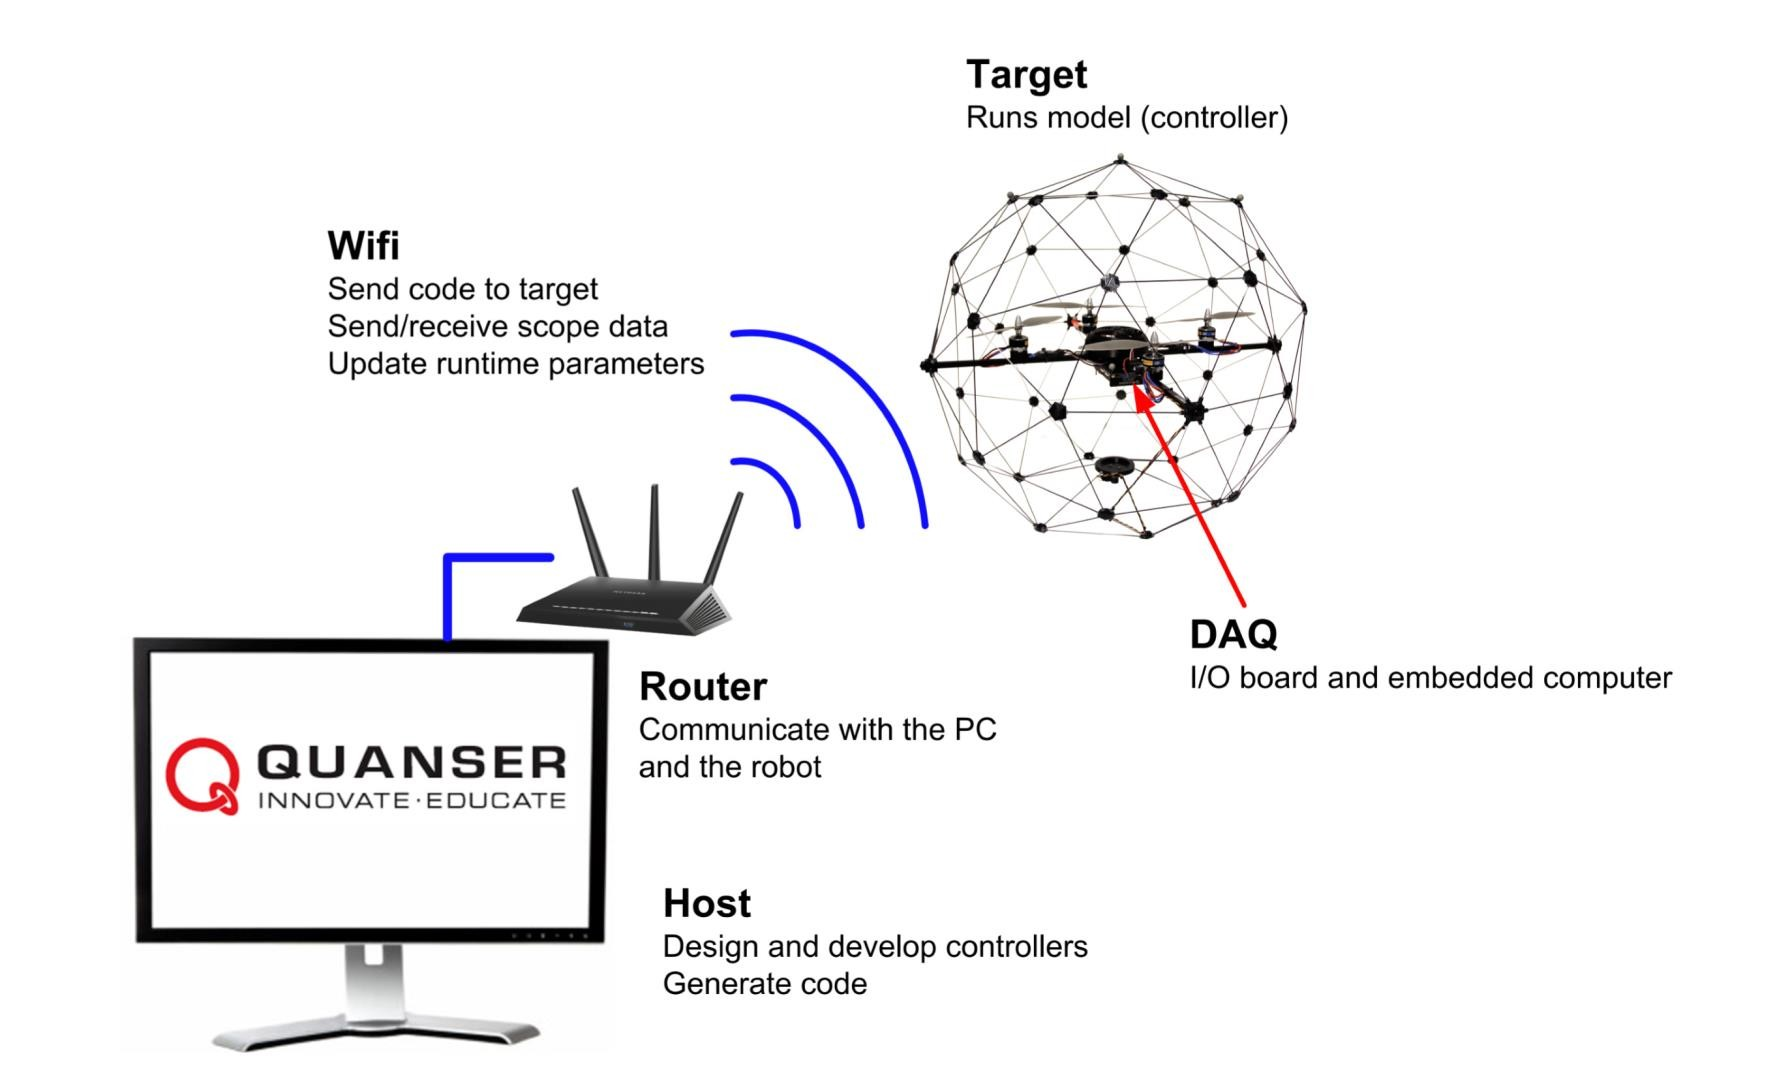 Target
Runs model (controller)
Wifi
Send code to target
Send/receive scope data
Update runtime parameters
NETGEAR
DAQ
I/O board and embedded computer
Router
Communicate with the PC
and the robot
QUANSER
INNOVATE·EDUCATE
Host
Design and develop controllers
Generate code